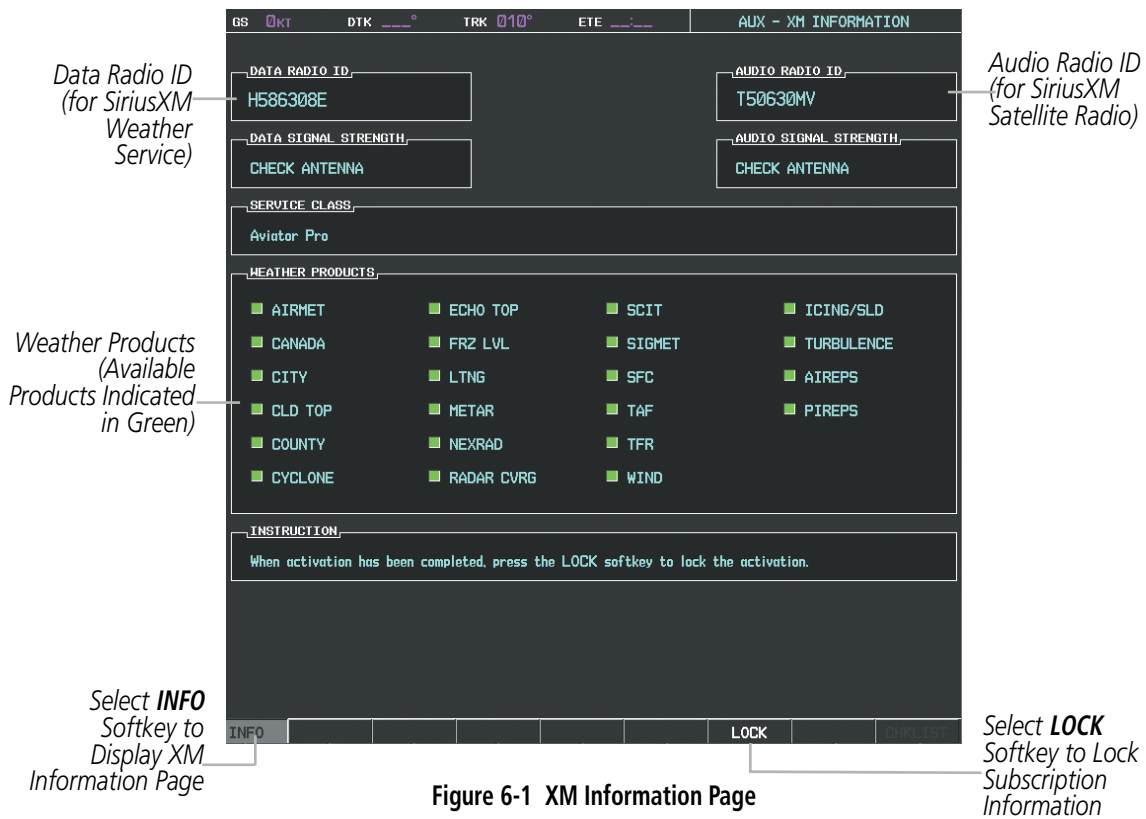 GS 0KT DTK ___° TRK 010° ETE __:__ AUX - XM INFORMATION
Data Radio ID
(for SiriusXM
Weather
Service)
DATA RADIO ID
H586308E
AUDIO RADIO ID
T50630MV
Audio Radio ID
(for SiriusXM
Satellite Radio)
DATA SIGNAL STRENGTH
CHECK ANTENNA
AUDIO SIGNAL STRENGTH
CHECK ANTENNA
SERVICE CLASS
Aviator Pro
WEATHER PRODUCTS
AIRMET ECHO TOP SCIT ICING/SLD
CANADA FRZ LVL SIGMET TURBULENCE
CITY LTNG SFC AIREPS
CLD TOP METAR TAF PIREPS
COUNTY NEXRAD TFR
CYCLONE RADAR CVRG WIND
Weather Products
(Available
Products Indicated
in Green)
INSTRUCTION
When activation has been completed, press the LOCK softkey to lock the activation.
INFO LOCK CHKLIST
Select INFO
Softkey to
Display XM
Information Page
Select LOCK
Softkey to Lock
Subscription
Information
Figure 6-1 XM Information Page